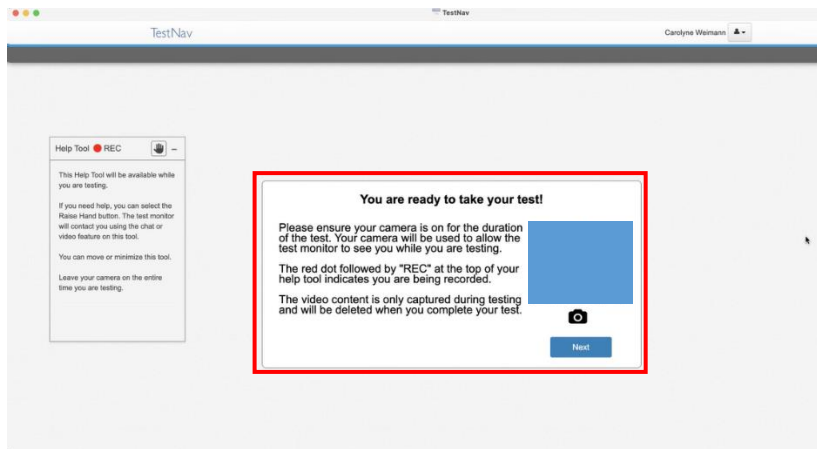 TestNav
TestNav
Carolyne Weimann
Help Tool REC
This Help Tool will be available while
you are testing.
If you need help, you can select the
Raise Hand button. The test monitor
will contact you using the chat or
video feature on this tool.
You can move or minimize this tool.
Leave your camera on the entire
time you are testing.
You are ready to take your test!
Please ensure your camera is on for the duration
of the test. Your camera will be used to allow the
test monitor to see you while you are testing.
The red dot followed by "REC" at the top of your
help tool indicates you are being recorded.
The video content is only captured during testing
and will be deleted when you complete your test.
Next